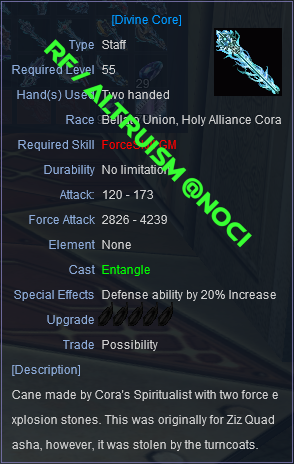 [Divine Core]
Type Staff
Required Level 55
Hand(s) Used Two handed
Race Bellato Union, Holy Alliance Cora
Required Skill Force GM
Durability No limitation
Attack: 120 - 173
Force Attack 2826 - 4239
Element None
Cast Entangle
Special Effects Defense ability by 20% Increase
Upgrade
Trade Possibility
[Description]
Cane made by Cora's Spiritualist with two force e
xplosion stones. This was originally for Ziz Quad
asha, however, it was stolen by the turncoats.
RF / ALTRUISM @NOCI